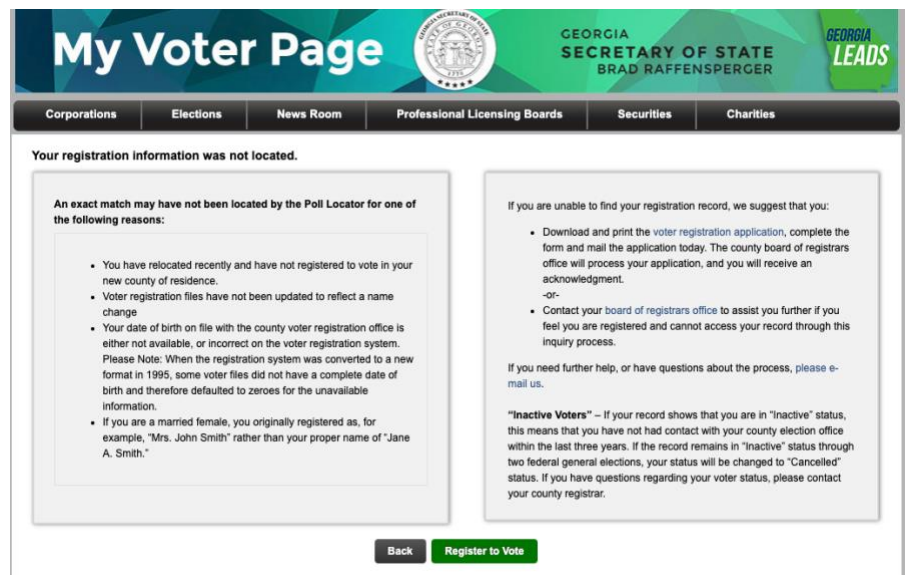 My Voter Page
GEORGIA
SECRETARY OF STATE
BRAD RAFFENSPERGER
GEORGIA
LEADS
Corporations Elections News Room Professional Licensing Boards Securities Charities
Your registration information was not located.
An exact match may have not been located by the Poll Locator for one of
the following reasons:
• You have relocated recently and have not registered to vote in your
new county of residence.
• Voter registration files have not been updated to reflect a name
change
• Your date of birth on file with the county voter registration office is
either not available, or incorrect on the voter registration system.
Please Note: When the registration system was converted to a new
format in 1995, some voter files did not have a complete date of
birth and therefore defaulted to zeroes for the unavailable
information.
• If you are a married female, you originally registered as, for
example, "Mrs. John Smith" rather than your proper name of "Jane
A. Smith."
If you are unable to find your registration record, we suggest that you:
• Download and print the voter registration application, complete the
form and mail the application today. The county board of registrars
office will process your application, and you will receive an
acknowledgment.
-or-
• Contact your board of registrars office to assist you further if you
feel you are registered and cannot access your record through this
inquiry process.
If you need further help, or have questions about the process, please e-
mail us.
"Inactive Voters" – If your record shows that you are in "Inactive" status,
this means that you have not had contact with your county election office
within the last three years. If the record remains in "Inactive" status through
two federal general elections, your status will be changed to "Cancelled"
status. If you have questions regarding your voter status, please contact
your county registrar.
Back Register to Vote